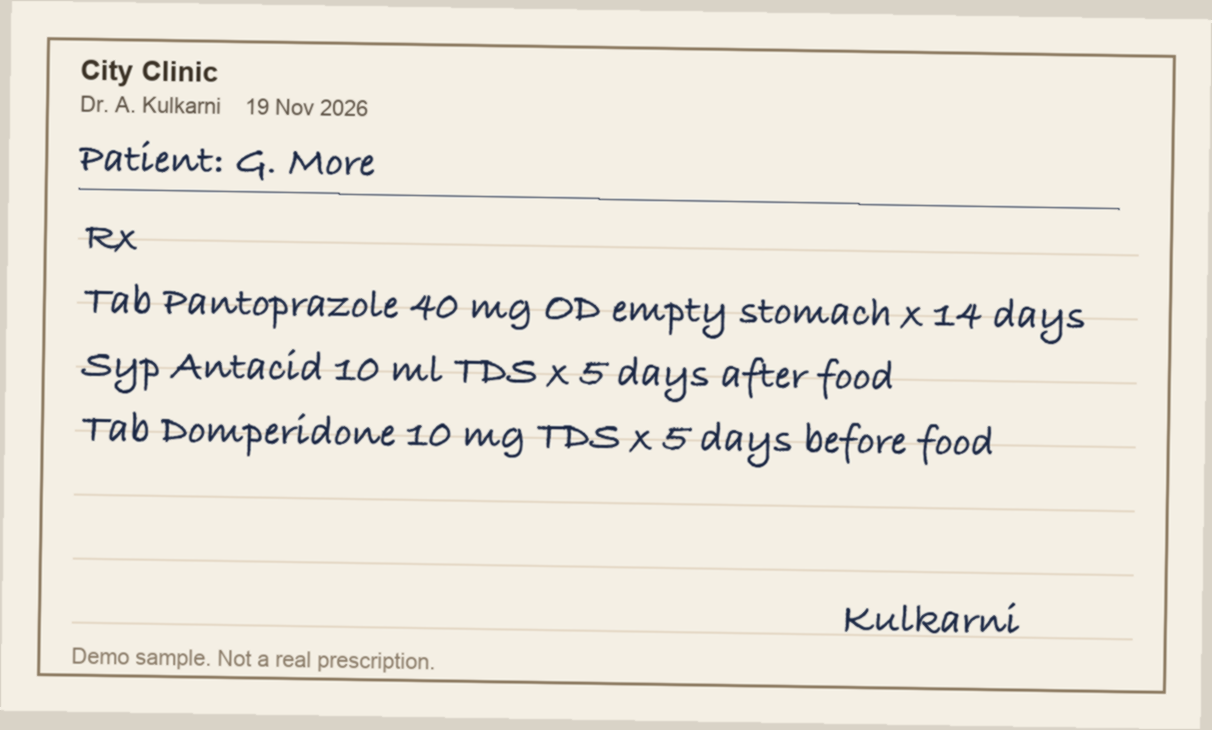 City Clinic
Dr. A. Kulkarni 19 Nov 2026
Patient: G. More
Rx
Tab Pantoprazole 40 mg OD empty stomach x 14 days
Syp Antacid 10 ml TDS x 5 days after food
Tab Domperidone 10 mg TDS x 5 days before food
Kulkarni
Demo sample. Not a real prescription.